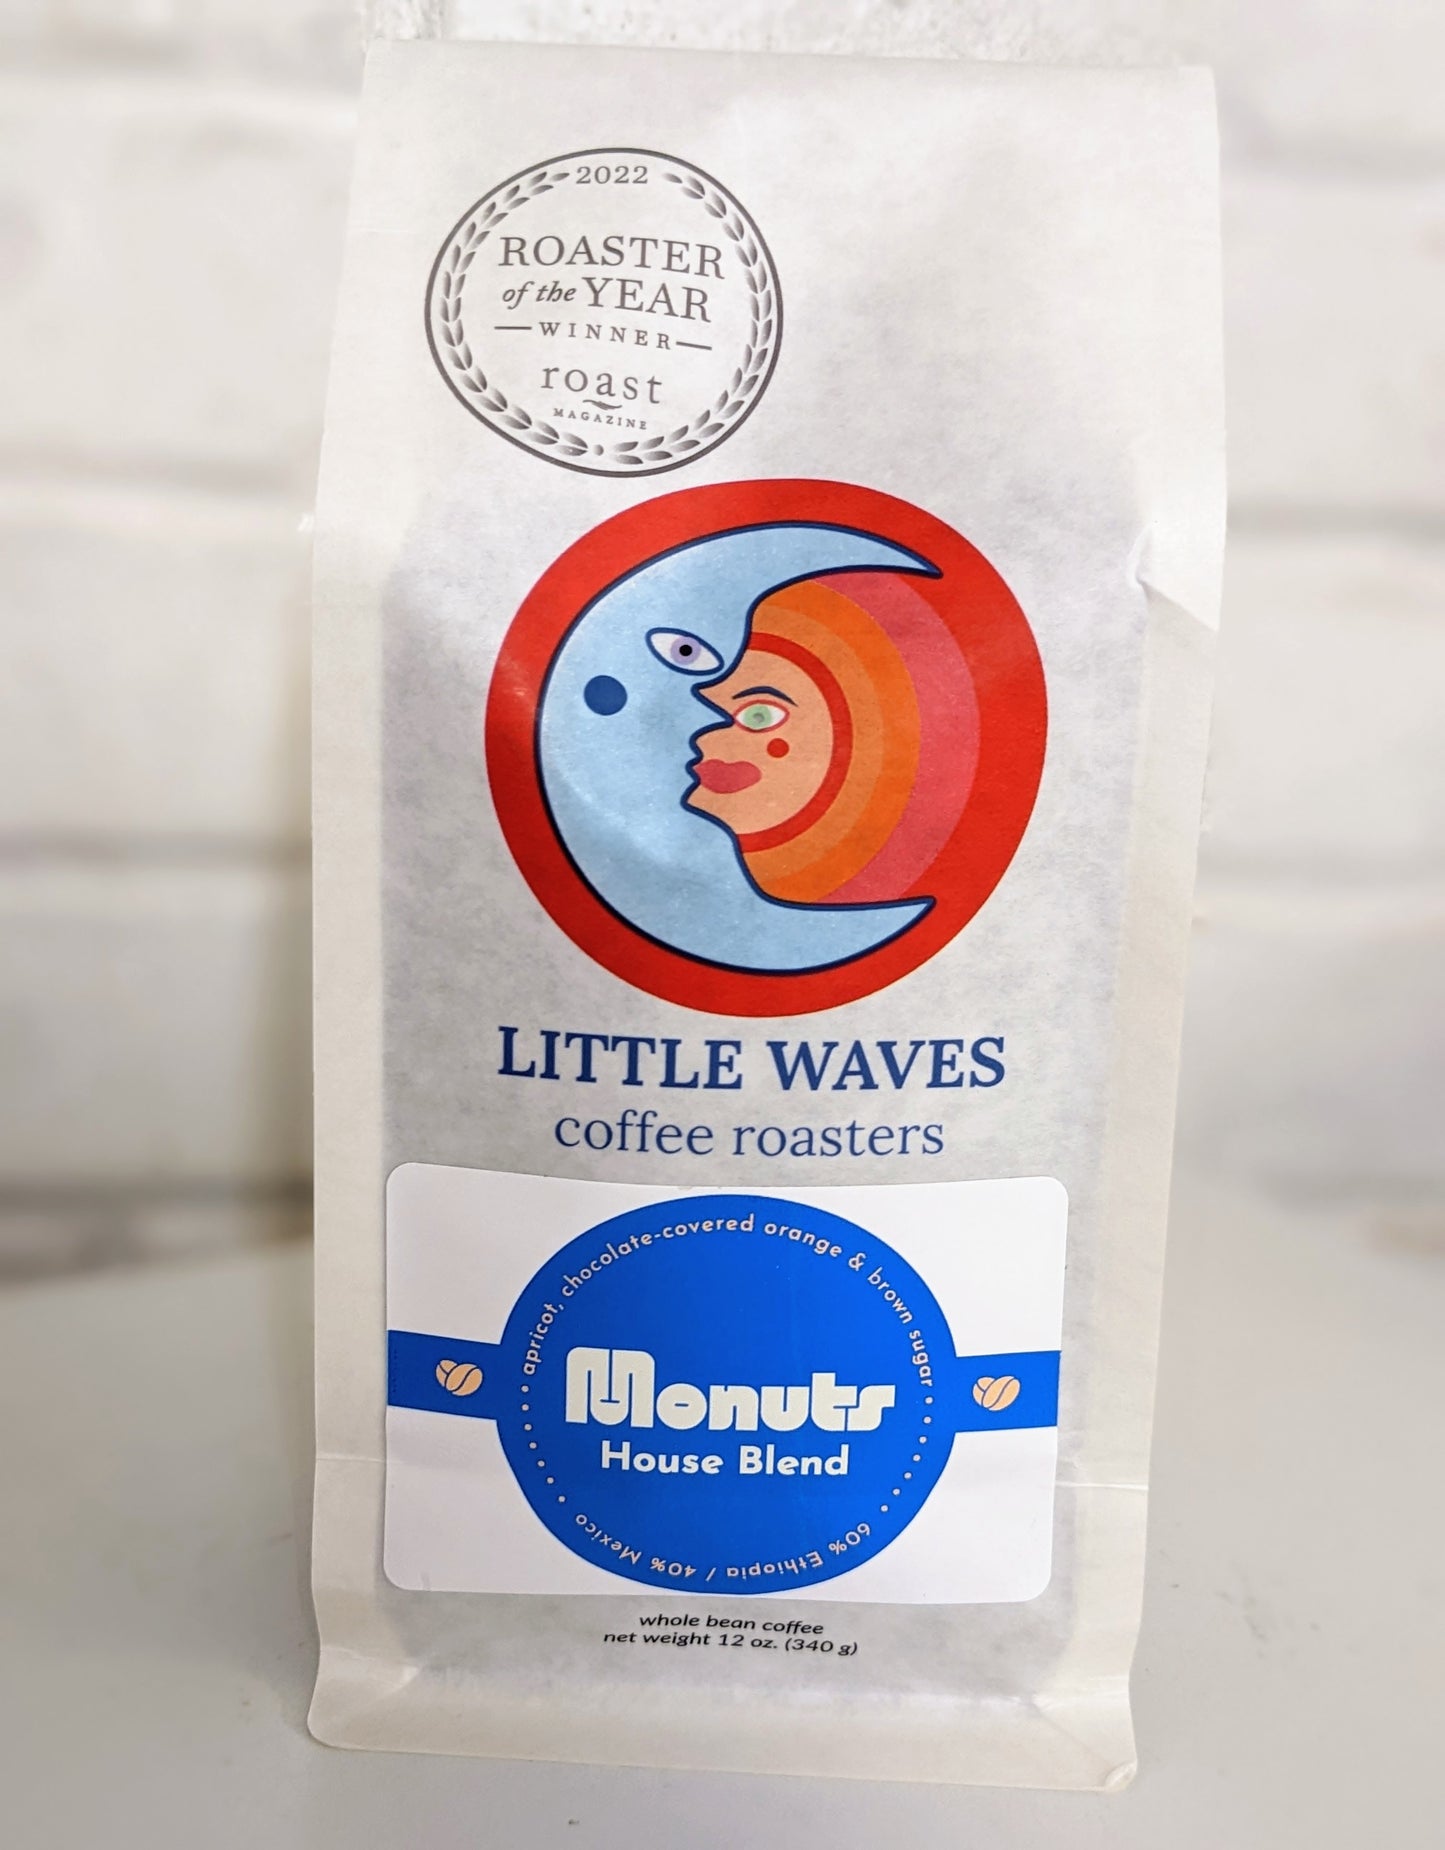 2022
ROASTER
of the YEAR
WINNER
roast
MAGAZINE
LITTLE WAVES
coffee roasters
apricot, chocolate-covered orange & brown sugar
Monuts
House Blend
60% Ethiopia / 40% Mexico
whole bean coffee
net weight 12 oz. (340 g)